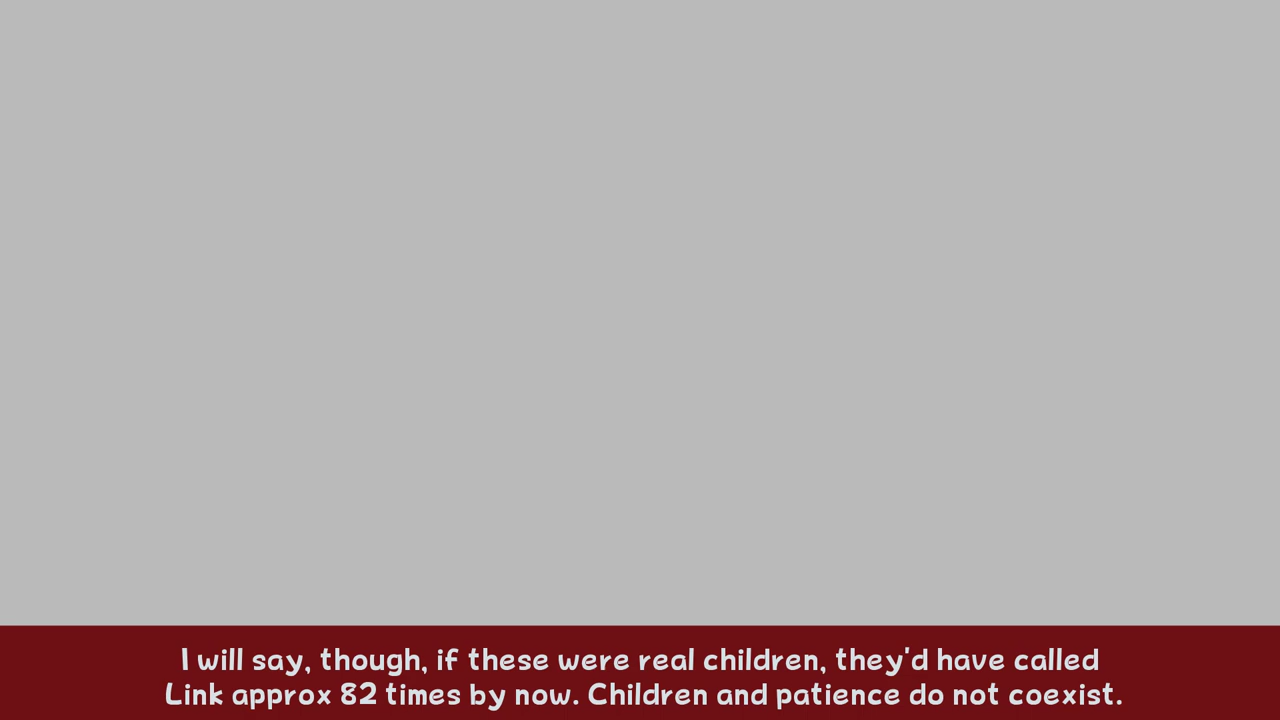 I will say, though, if these were real children, they'd have called
Link approx 82 times by now. Children and patience do not coexist.